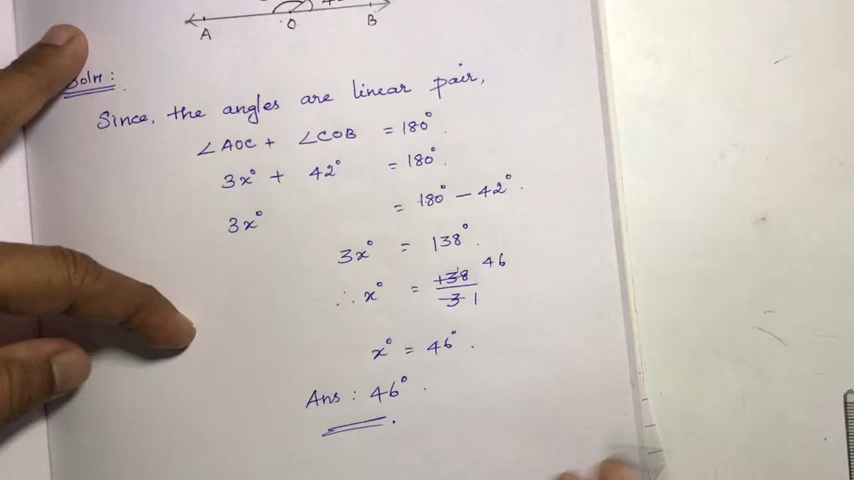 A O B
Soln :
Since, the angles are linear pair,
∠AOC + ∠COB = 180°.
3x° + 42° = 180°.
3x° = 180° - 42°.
3x° = 138°.
∴ x° = 138/3 46 1
x° = 46°.
Ans : 46°.